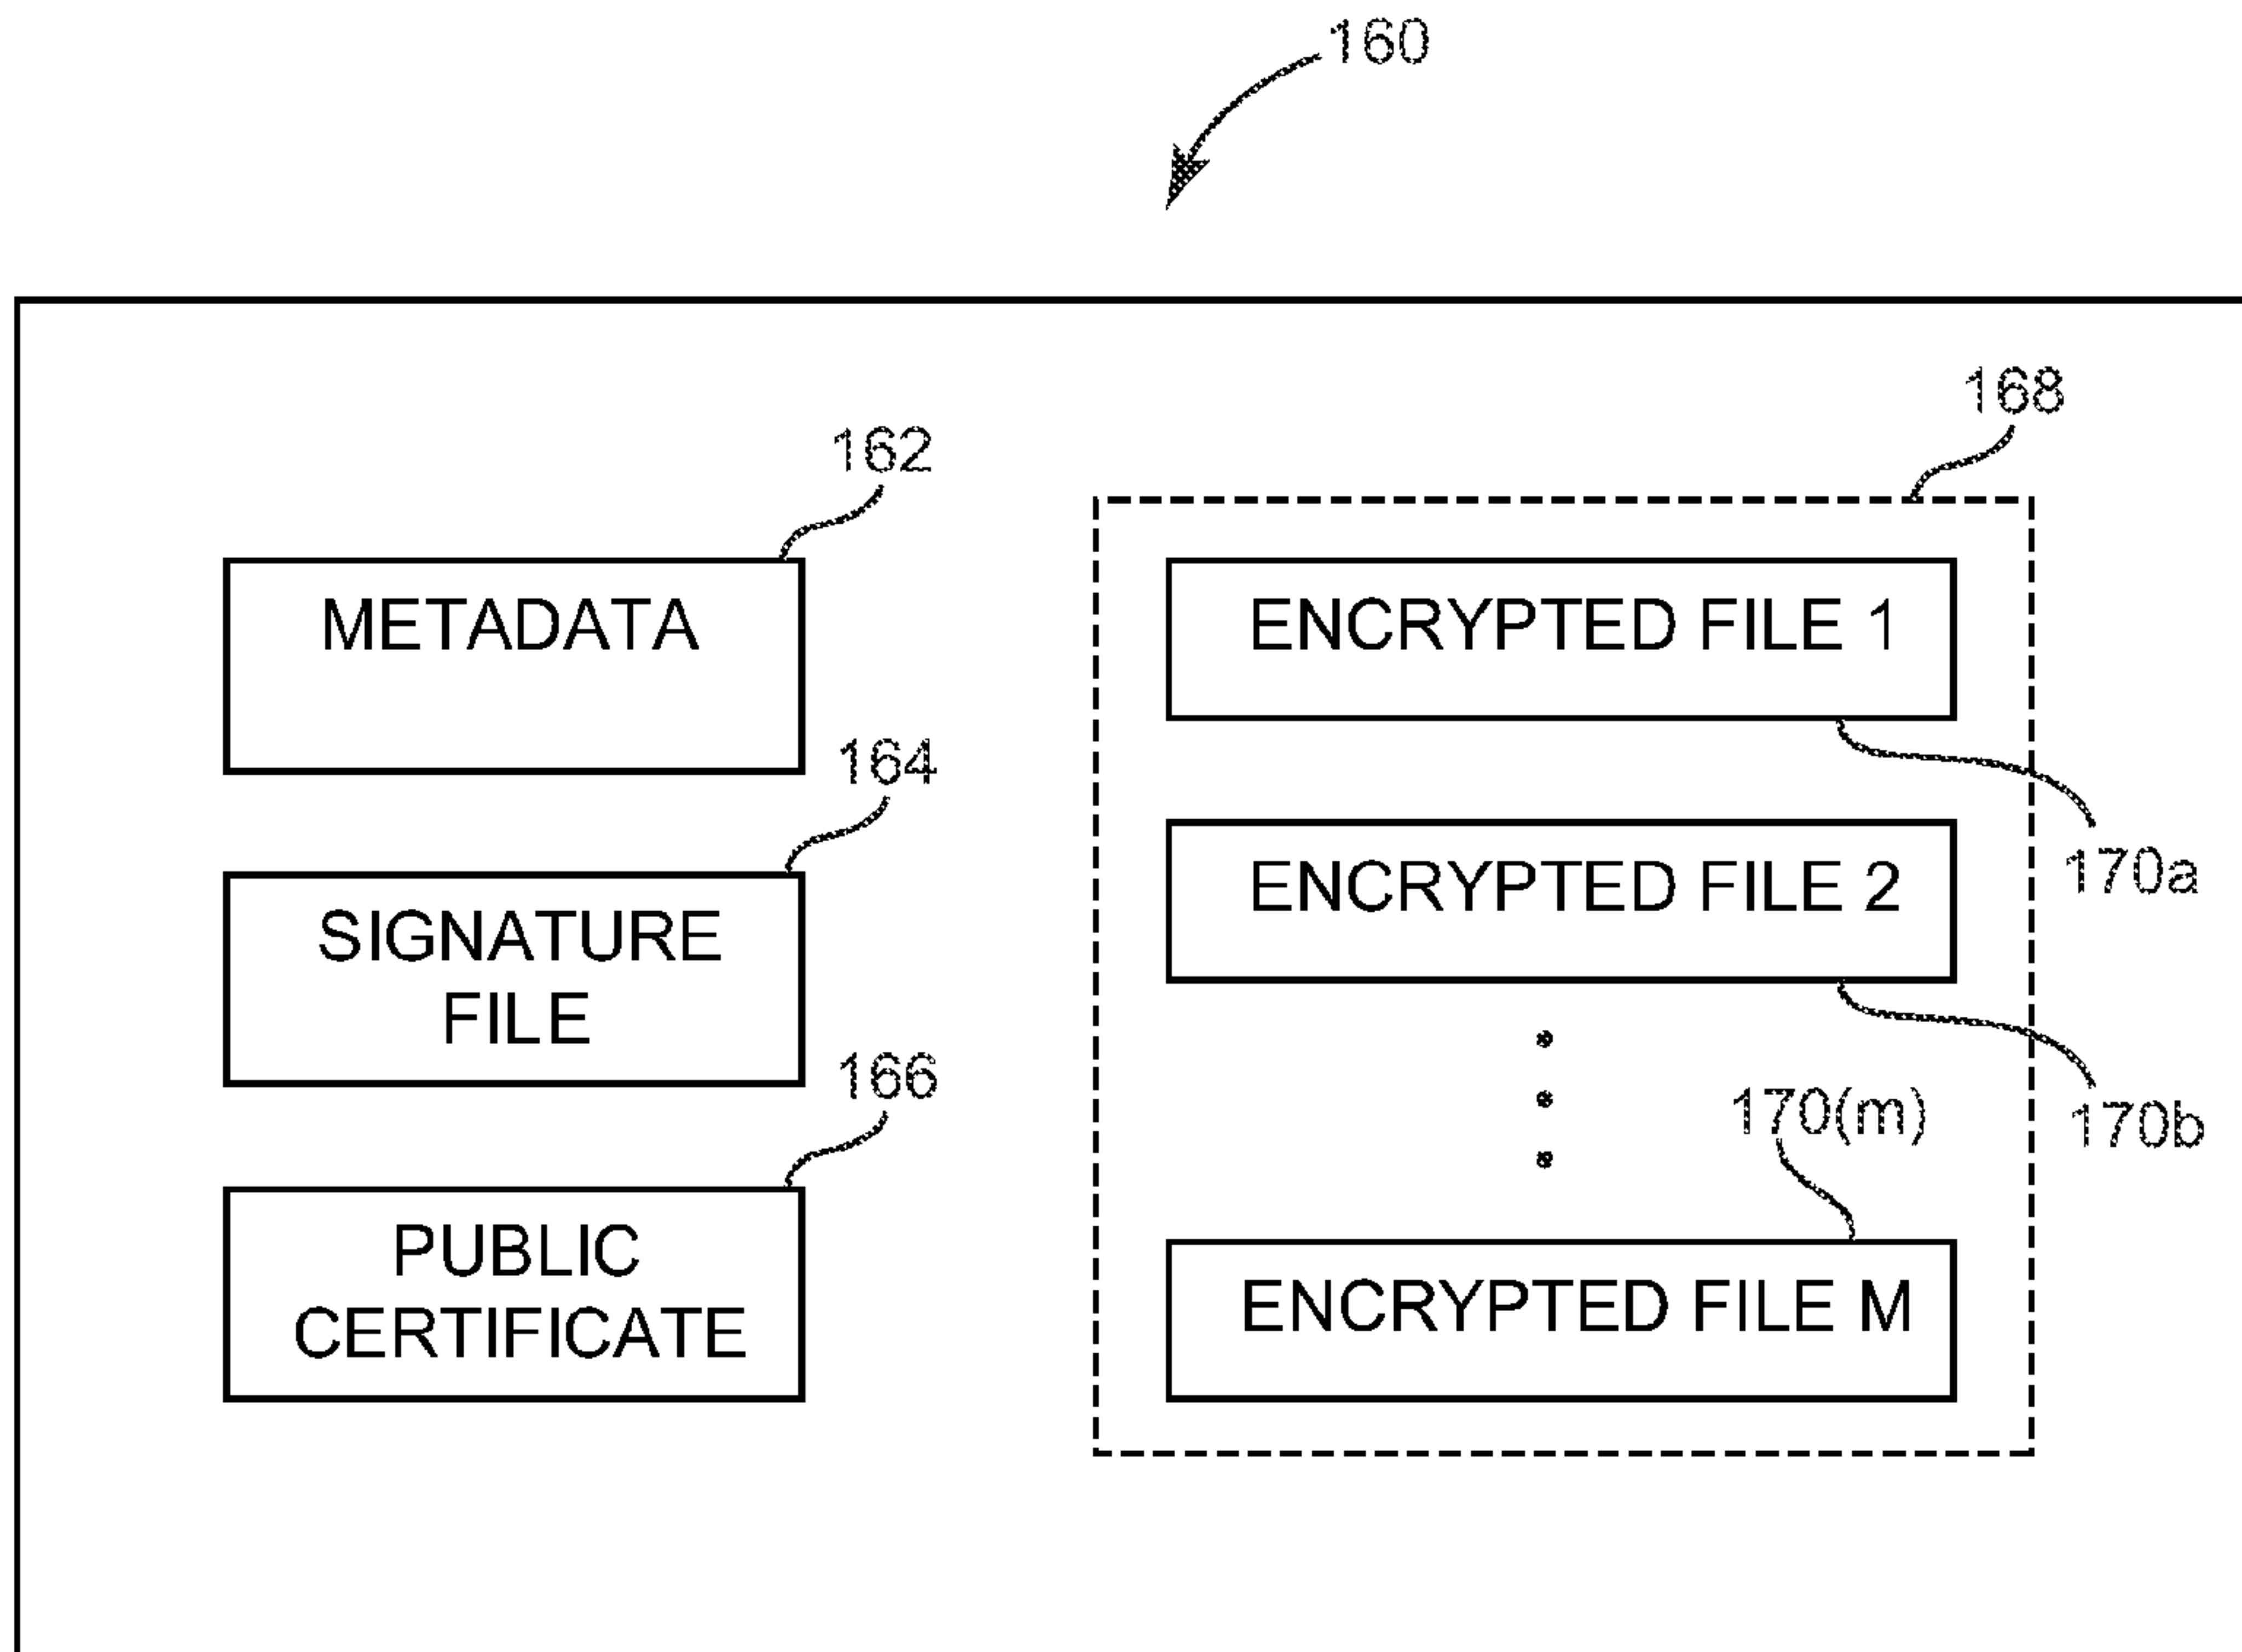 160
168
162
METADATA
ENCRYPTED FILE 1
164
170a
SIGNATURE
FILE
ENCRYPTED FILE 2
166
170(m)
170b
PUBLIC
CERTIFICATE
ENCRYPTED FILE M